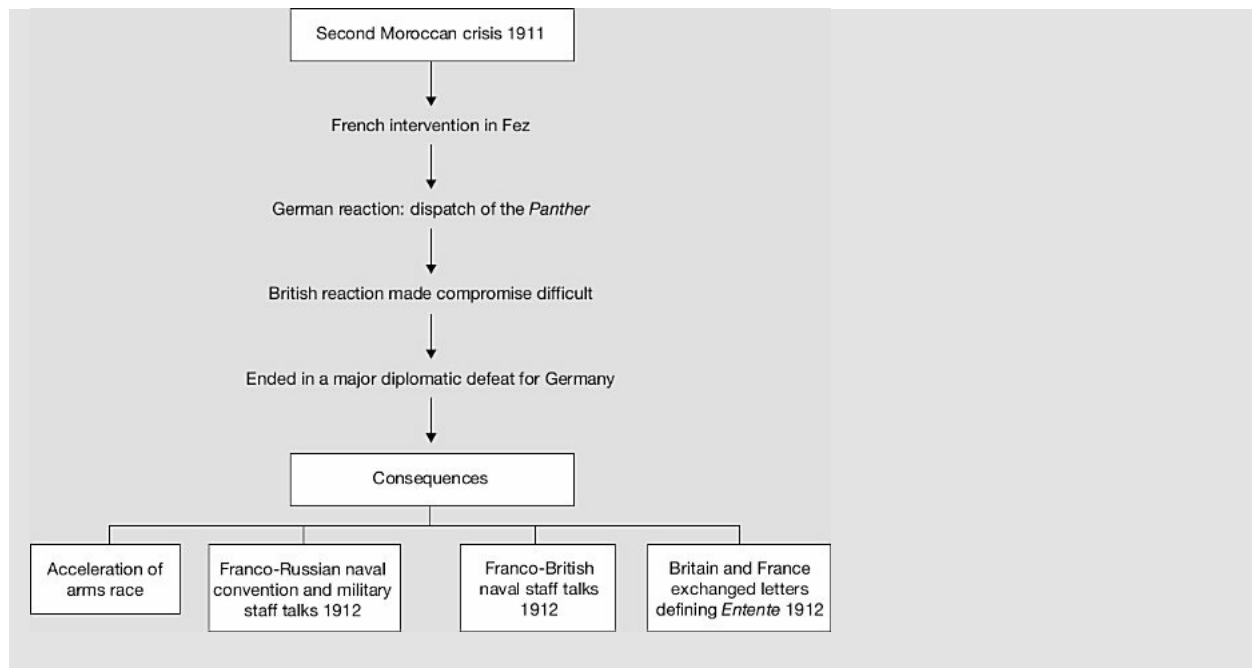 Second Moroccan crisis 1911
French intervention in Fez
German reaction: dispatch of the Panther
British reaction made compromise difficult
Ended in a major diplomatic defeat for Germany
Consequences
Acceleration of
arms race
Franco-Russian naval
convention and military
staff talks 1912
Franco-British
naval staff talks
1912
Britain and France
exchanged letters
defining Entente 1912